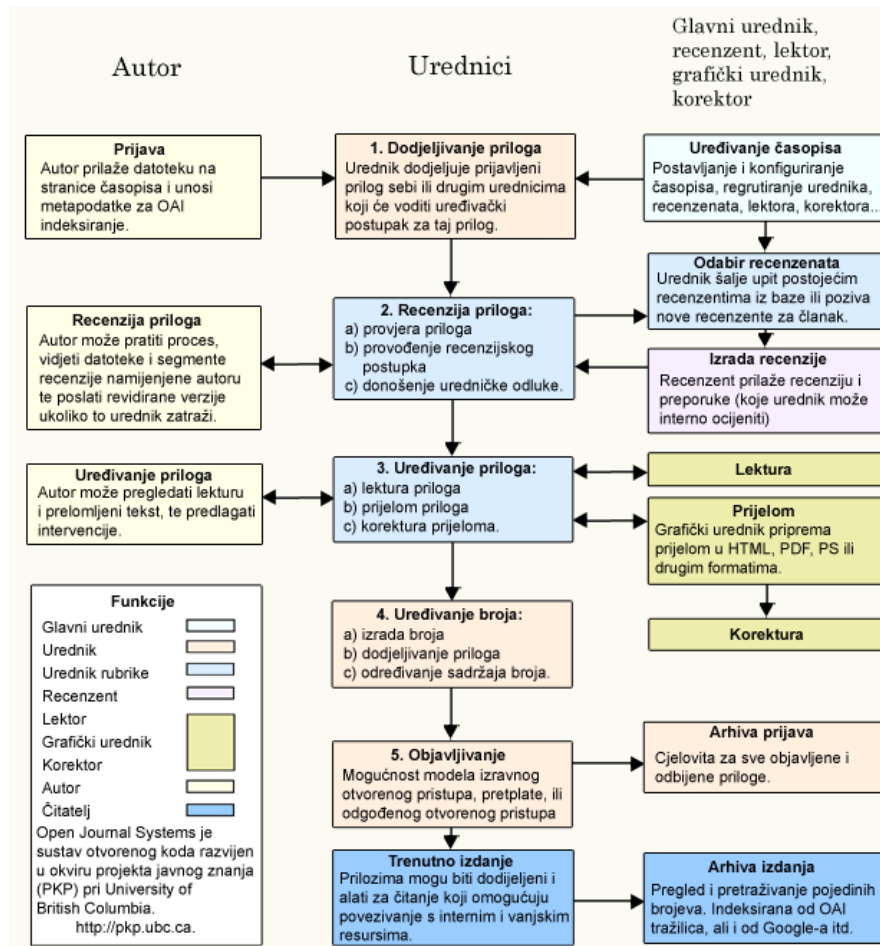 Autor
Urednici
Glavni urednik,
recenzent, lektor,
grafički urednik,
korektor
Prijava
Autor prilaže datoteku na
stranice časopisa i unosi
metapodatke za OAI
indeksiranje.
1. Dodjeljivanje priloga
Urednik dodjeljuje prijavljeni
prilog sebi ili drugim urednicima
koji će voditi uređivački
postupak za taj prilog.
Uređivanje časopisa
Postavljanje i konfiguriranje
časopisa, regrutiranje urednika,
recenzenata, lektora, korektora...
Odabir recenzenata
Urednik šalje upit postojećim
recenzentima iz baze ili poziva
nove recenzente za članak.
Recenzija priloga
Autor može pratiti proces,
vidjeti datoteke i segmente
recenzije namijenjene autoru
te poslati revidirane verzije
ukoliko to urednik zatraži.
2. Recenzija priloga:
a) provjera priloga
b) provođenje recenzijskog
postupka
c) donošenje uredničke odluke.
Izrada recenzije
Recenzent prilaže recenziju i
preporuke (koje urednik može
interno ocijeniti)
Uređivanje priloga
Autor može pregledati lekturu
i prelomljeni tekst, te predlagati
intervencije.
3. Uređivanje priloga:
a) lektura priloga
b) prijelom priloga
c) korektura prijeloma.
Lektura
Prijelom
Grafički urednik priprema
prijelom u HTML, PDF, PS ili
drugim formatima.
Korektura
Funkcije
Glavni urednik
Urednik
Urednik rubrike
Recenzent
Lektor
Grafički urednik
Korektor
Autor
Čitatelj
Open Journal Systems je
sustav otvorenog koda razvijen
u okviru projekta javnog znanja
(PKP) pri University of
British Columbia.
http://pkp.ubc.ca.
4. Uređivanje broja:
a) izrada broja
b) dodjeljivanje priloga
c) određivanje sadržaja broja.
5. Objavljivanje
Mogućnost modela izravnog
otvorenog pristupa, pretplate, ili
odgođenog otvorenog pristupa
Arhiva prijava
Cjelovita za sve objavljene i
odbijene priloge.
Trenutno izdanje
Prilozima mogu biti dodijeljeni i
alati za čitanje koji omogućuju
povezivanje s internim i vanjskim
resursima.
Arhiva izdanja
Pregled i pretraživanje pojedinih
brojeva. Indeksirana od OAI
tražilica, ali i od Google-a itd.